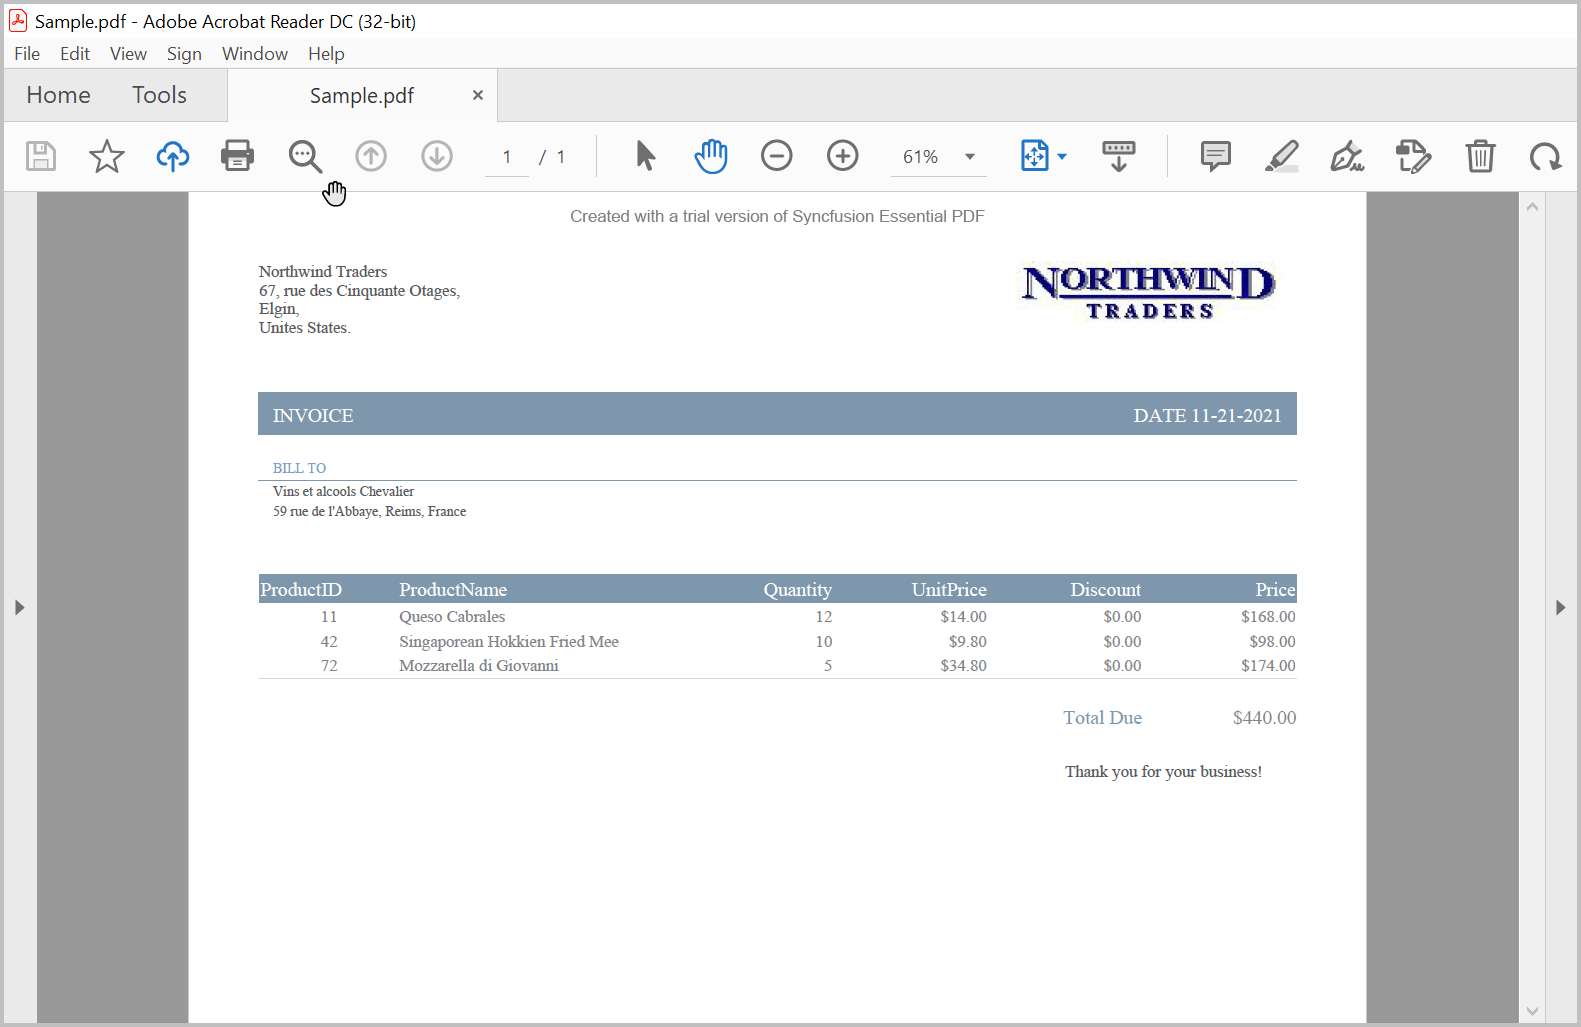 Sample.pdf - Adobe Acrobat Reader DC (32-bit)
File Edit View Sign Window Help
Home Tools Sample.pdf ×
1 / 1 61%
Created with a trial version of Syncfusion Essential PDF
Northwind Traders
67, rue des Cinquante Otages,
Elgin,
Unites States.
NORTHWIND
TRADERS
INVOICE DATE 11-21-2021
BILL TO
Vins et alcools Chevalier
59 rue de l'Abbaye, Reims, France
ProductID ProductName Quantity UnitPrice Discount Price
11 Queso Cabrales 12 $14.00 $0.00 $168.00
42 Singaporean Hokkien Fried Mee 10 $9.80 $0.00 $98.00
72 Mozzarella di Giovanni 5 $34.80 $0.00 $174.00
Total Due $440.00
Thank you for your business!